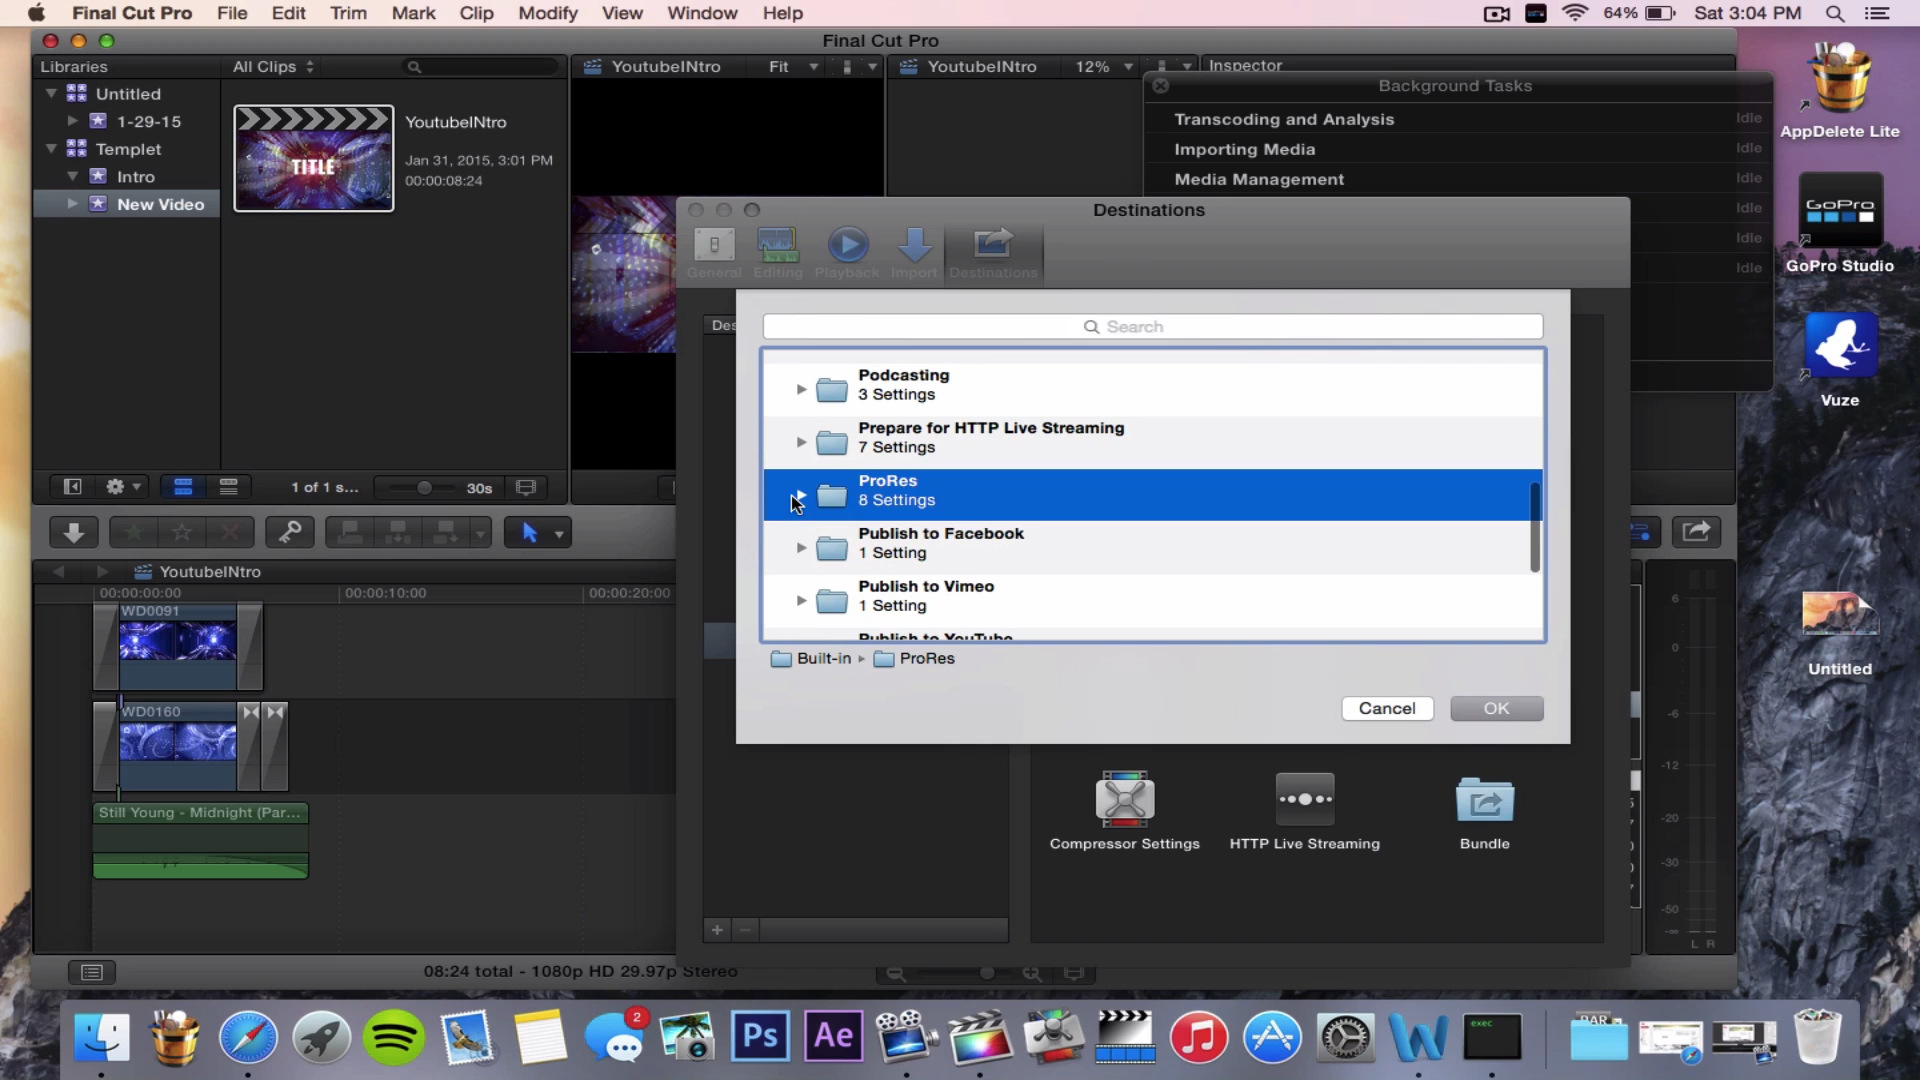 Final Cut Pro File Edit Trim Mark Clip Modify View Window Help 64% Sat 3:04 PM
Final Cut Pro
Libraries All Clips YoutubeINtro Fit YoutubeINtro 12% Inspector
Background Tasks
Untitled
1-29-15
Templet
Intro
New Video
YoutubeINtro
Jan 31, 2015, 3:01 PM
00:00:08:24
TITLE
Transcoding and Analysis Idle
Importing Media Idle
Media Management Idle
Idle
Idle
Idle
AppDelete Lite
GoPro
GoPro Studio
Vuze
Untitled
Destinations
General Editing Playback Import Destinations
Des
Search
Podcasting
3 Settings
Prepare for HTTP Live Streaming
7 Settings
ProRes
8 Settings
Publish to Facebook
1 Setting
Publish to Vimeo
1 Setting
Publish to YouTube
Built-in ProRes
Cancel OK
Compressor Settings HTTP Live Streaming Bundle
1 of 1 s... 30s
YoutubeINtro
00:00:00:00 00:00:10:00 00:00:20:00
WD0091
WD0160
Still Young - Midnight (Par...
6
0
-6
-12
-20
-30
-50
-∞
L R
08:24 total - 1080p HD 29.97p Stereo
2
Ps Ae
exec